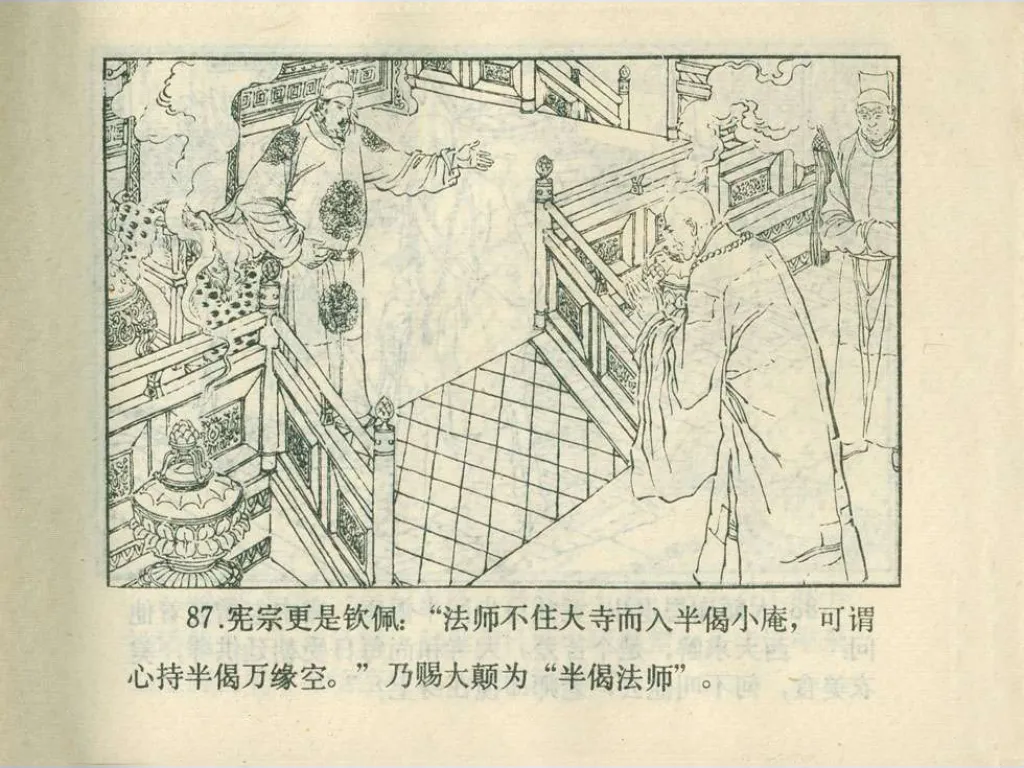 87.宪宗更是钦佩：“法师不住大寺而入半偈小庵，可谓
心持半偈万缘空。”乃赐大颠为“半偈法师”。